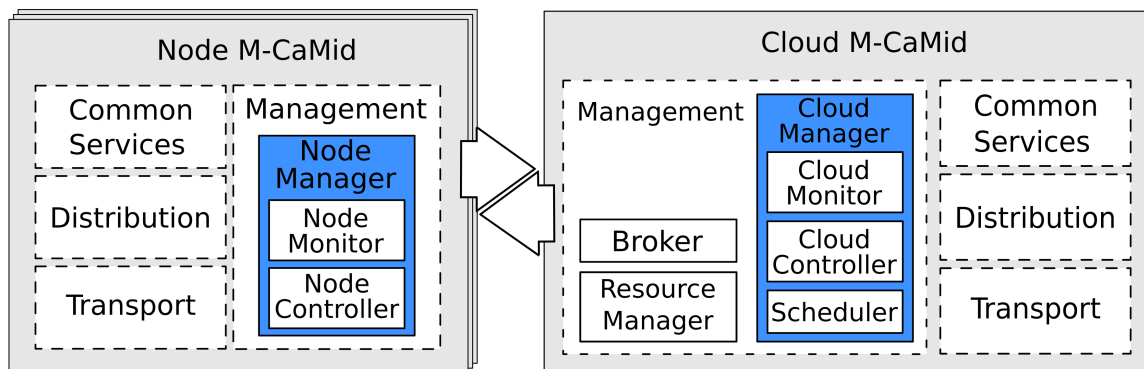 Node M-CaMid
Common
Services
Distribution
Transport
Management
Node
Manager
Node
Monitor
Node
Controller
Cloud M-CaMid
Management
Broker
Resource
Manager
Cloud
Manager
Cloud
Monitor
Cloud
Controller
Scheduler
Common
Services
Distribution
Transport